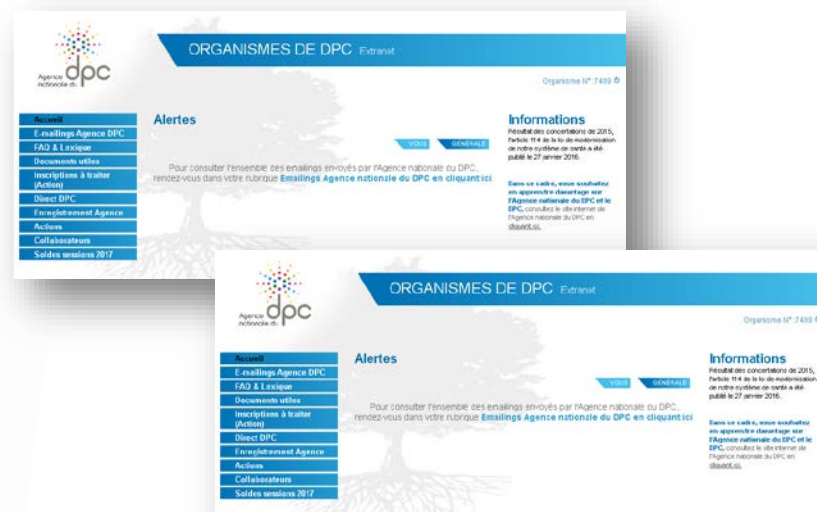 Agence
nationale du dpc
ORGANISMES DE DPC Extranet
Organisme N° :7489
Accueil
E-mailings Agence DPC
FAQ & Lexique
Documents utiles
Inscriptions à traiter
(Action)
Direct DPC
Enregistrement Agence
Actions
Collaborateurs
Soldes sessions 2017
Alertes
VOUS GÉNÉRALE
Pour consulter l'ensemble des emailings envoyés par l'Agence nationale du DPC,
rendez-vous dans votre rubrique Emailings Agence nationale du DPC en cliquant ici
Informations
Résultat des concertations de 2015,
l'article 114 de la loi de modernisation
de notre système de santé a été
publié le 27 janvier 2016.
Dans ce cadre, vous souhaitez
en apprendre davantage sur
l'Agence nationale du DPC et le
DPC, consultez le site internet de
l'Agence nationale du DPC en
cliquant ici.
Agence
nationale du dpc
ORGANISMES DE DPC Extranet
Organisme N° :7489
Accueil
E-mailings Agence DPC
FAQ & Lexique
Documents utiles
Inscriptions à traiter
(Action)
Direct DPC
Enregistrement Agence
Actions
Collaborateurs
Soldes sessions 2017
Alertes
VOUS GÉNÉRALE
Pour consulter l'ensemble des emailings envoyés par l'Agence nationale du DPC,
rendez-vous dans votre rubrique Emailings Agence nationale du DPC en cliquant ici
Informations
Résultat des concertations de 2015,
l'article 114 de la loi de modernisation
de notre système de santé a été
publié le 27 janvier 2016.
Dans ce cadre, vous souhaitez
en apprendre davantage sur
l'Agence nationale du DPC et le
DPC, consultez le site internet de
l'Agence nationale du DPC en
cliquant ici.